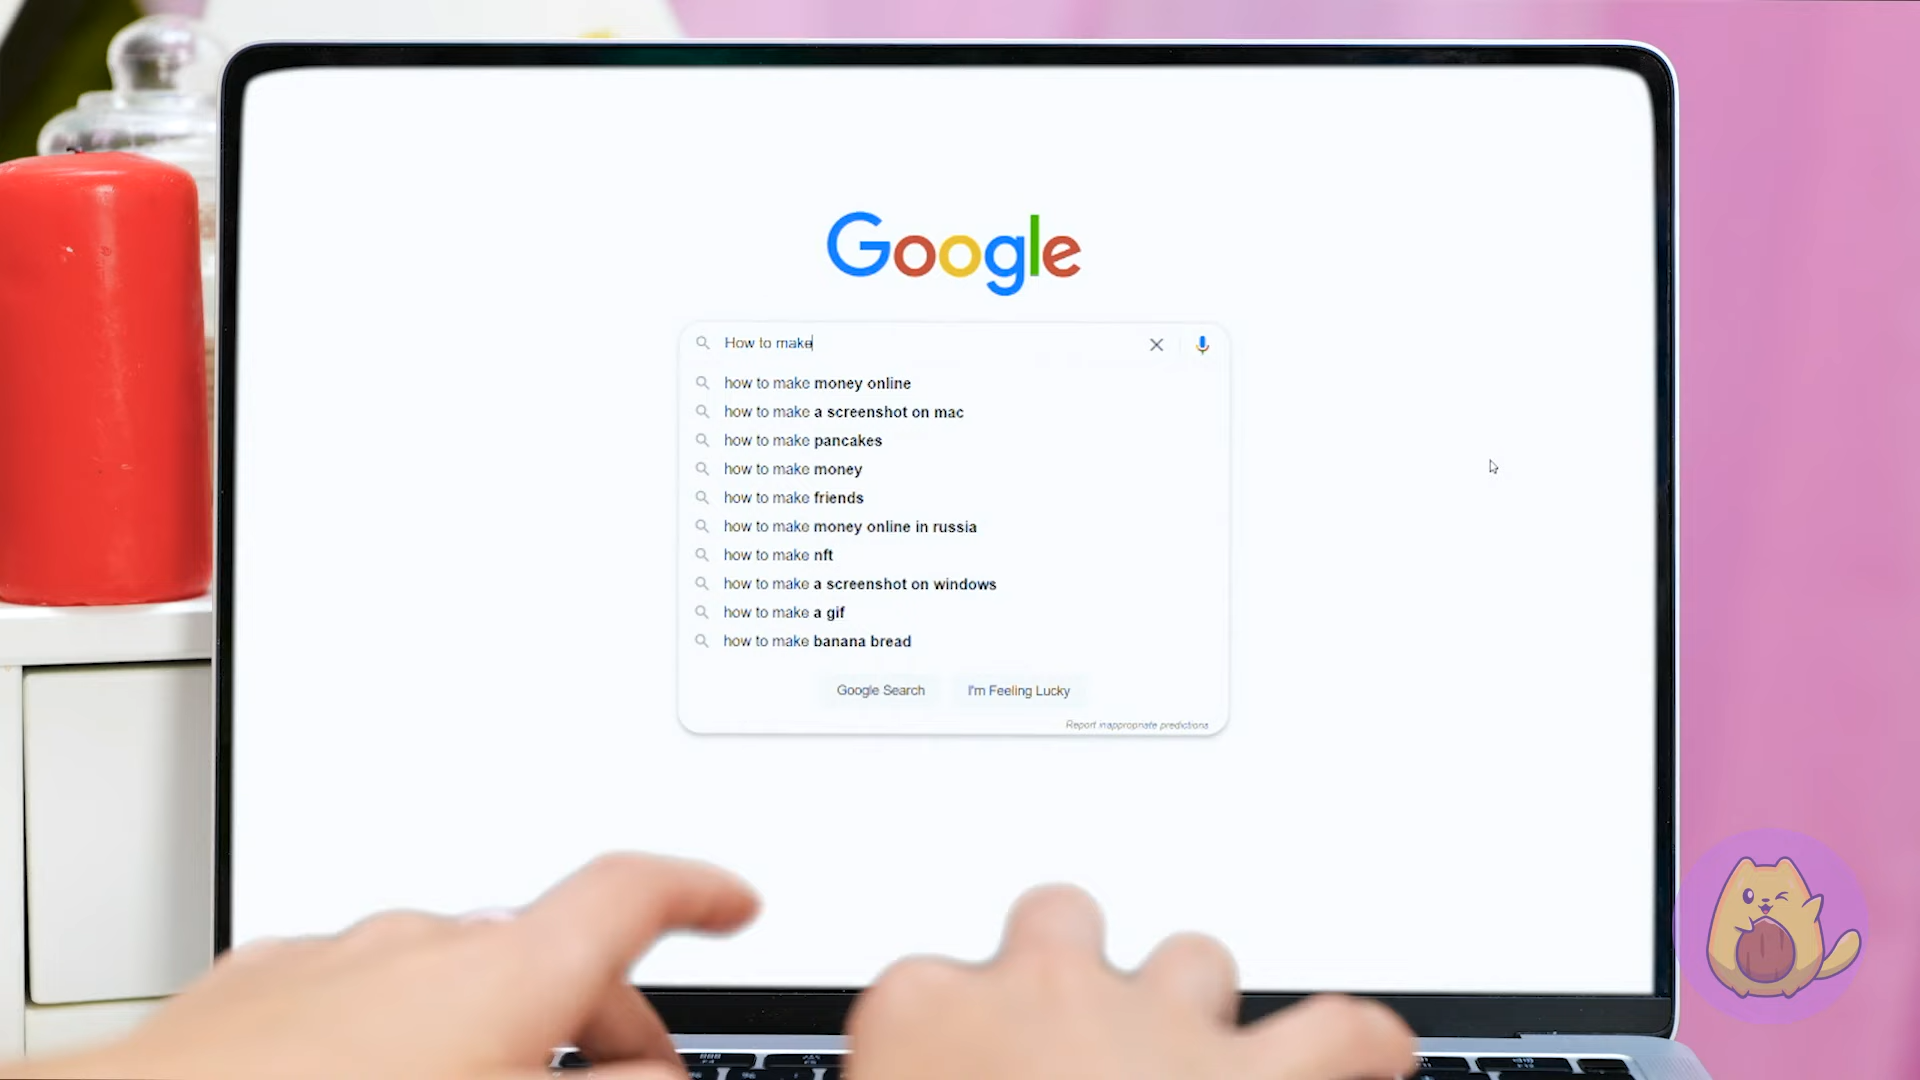 Google
How to make
how to make money online
how to make a screenshot on mac
how to make pancakes
how to make money
how to make friends
how to make money online in russia
how to make nft
how to make a screenshot on windows
how to make a gif
how to make banana bread
Google Search I'm Feeling Lucky
Report inappropriate predictions